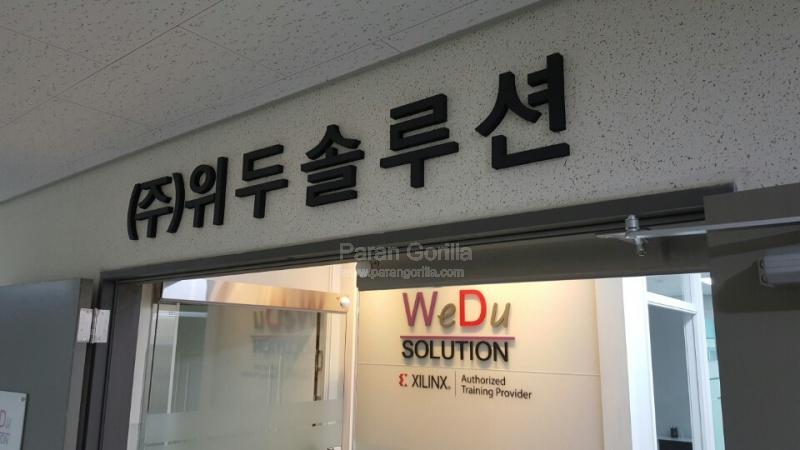 (주)위두솔루션
Paran Gorilla
www.parangorilla.com
WeDu
SOLUTION
XILINX® Authorized
Training Provider